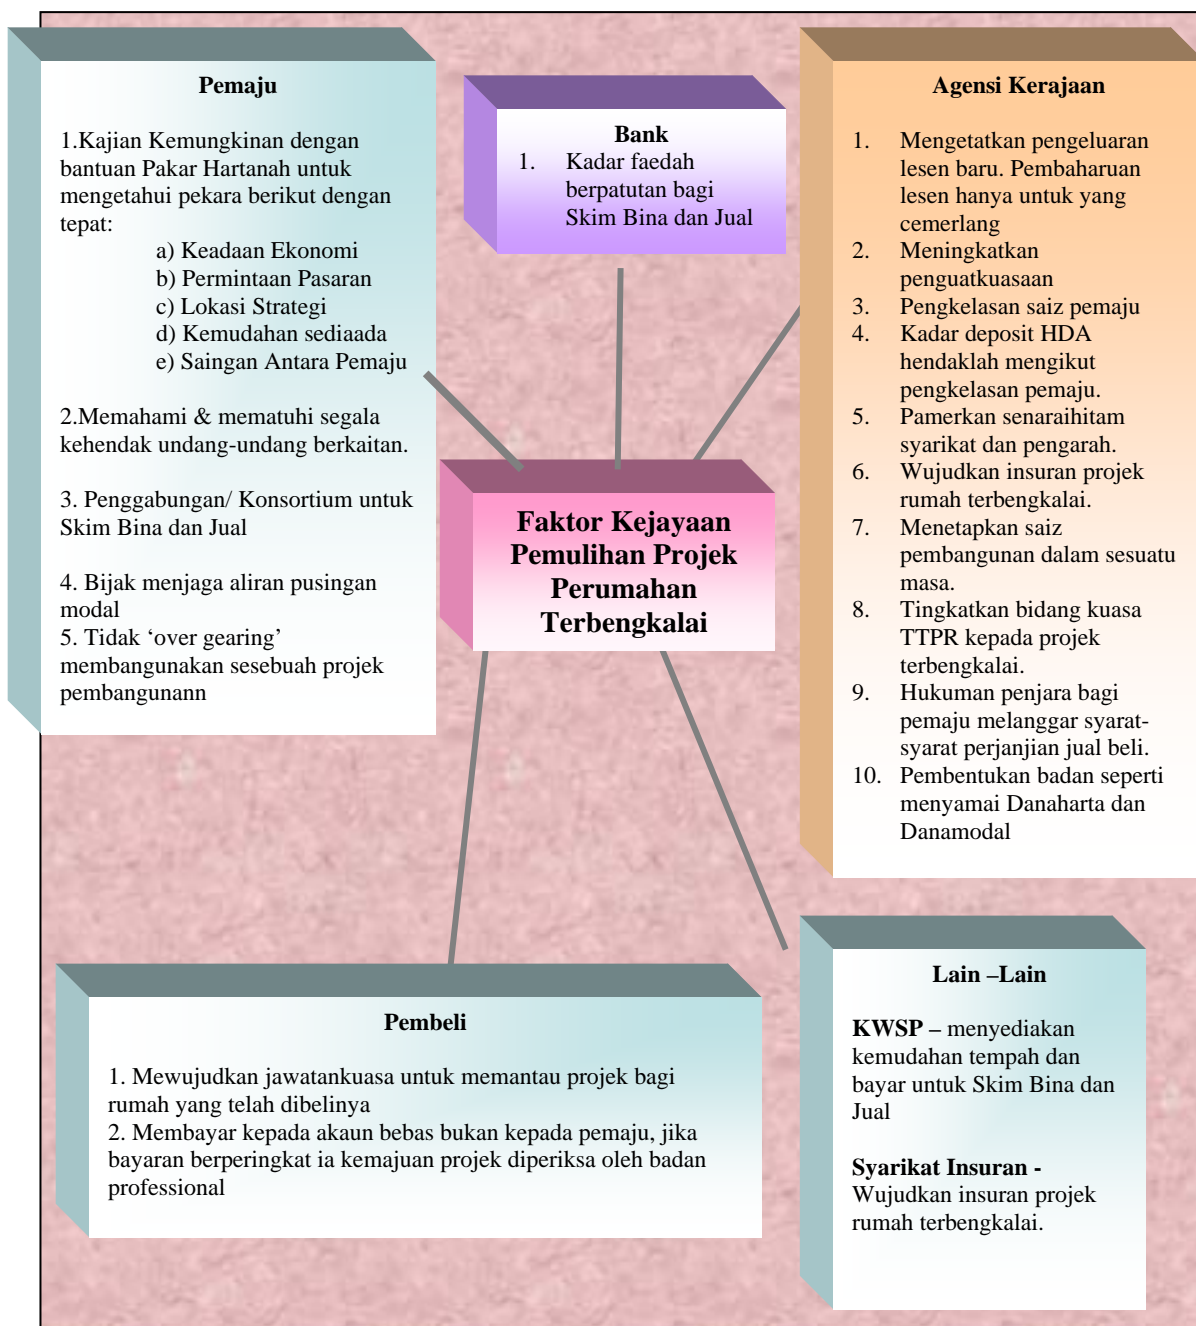 Pemaju
1.Kajian Kemungkinan dengan
bantuan Pakar Hartanah untuk
mengetahui pekara berikut dengan
tepat:
a) Keadaan Ekonomi
b) Permintaan Pasaran
c) Lokasi Strategi
d) Kemudahan sediaada
e) Saingan Antara Pemaju
2.Memahami & mematuhi segala
kehendak undang-undang berkaitan.
3. Penggabungan/ Konsortium untuk
Skim Bina dan Jual
4. Bijak menjaga aliran pusingan
modal
5. Tidak ‘over gearing’
membangunakan sesebuah projek
pembangunann
Bank
1. Kadar faedah
berpatutan bagi
Skim Bina dan Jual
Agensi Kerajaan
1. Mengetatkan pengeluaran
lesen baru. Pembaharuan
lesen hanya untuk yang
cemerlang
2. Meningkatkan
penguatkuasaan
3. Pengkelasan saiz pemaju
4. Kadar deposit HDA
hendaklah mengikut
pengkelasan pemaju.
5. Pamerkan senaraihitam
syarikat dan pengarah.
6. Wujudkan insuran projek
rumah terbengkalai.
7. Menetapkan saiz
pembangunan dalam sesuatu
masa.
8. Tingkatkan bidang kuasa
TTPR kepada projek
terbengkalai.
9. Hukuman penjara bagi
pemaju melanggar syarat-
syarat perjanjian jual beli.
10. Pembentukan badan seperti
menyamai Danaharta dan
Danamodal
Faktor Kejayaan
Pemulihan Projek
Perumahan
Terbengkalai
Pembeli
1. Mewujudkan jawatankuasa untuk memantau projek bagi
rumah yang telah dibelinya
2. Membayar kepada akaun bebas bukan kepada pemaju, jika
bayaran berperingkat ia kemajuan projek diperiksa oleh badan
professional
Lain –Lain
KWSP – menyediakan
kemudahan tempah dan
bayar untuk Skim Bina dan
Jual
Syarikat Insuran -
Wujudkan insuran projek
rumah terbengkalai.